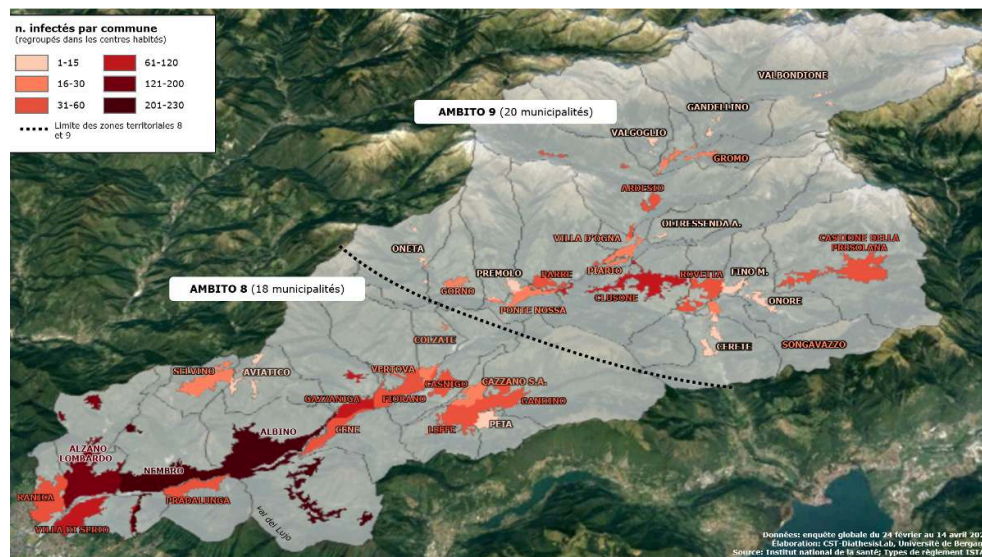 n. infectés par commune
(regroupés dans les centres habités)
1-15
61-120
16-30
121-200
31-60
201-230
Limite des zones territoriales 8
et 9
VALBONDIONE
GANDELLINO
AMBITO 9 (20 municipalités)
VALGOGLIO
GROMO
ARDESIO
OLTRESSENDA A.
VILLA D'OGNA
CASTIONE DELLA
PRESOLANA
ONETA
PREMOLO
PARRE
PIARIO
ROVETTA
FINO M.
AMBITO 8 (18 municipalités)
GORNO
CLUSONE
ONORE
PONTE NOSSA
COLZATE
CERETE
SONGAVAZZO
SELVINO
AVIATICO
VERTOVA
CASNIGO
CAZZANO S.A.
GAZZANIGA
FIORANO
GANDINO
PEIA
CENE
LEFFE
ALBINO
ALZANO
LOMBARDO
NEMBRO
RANICA
PRADALUNGA
VILLA DI SERIO
Val del Lujo
Données: enquête globale du 24 février au 14 avril 202
Élaboration: CST-DiathesisLab, Université de Bergam
Source: Institut national de la santé; Types de règlement ISTA